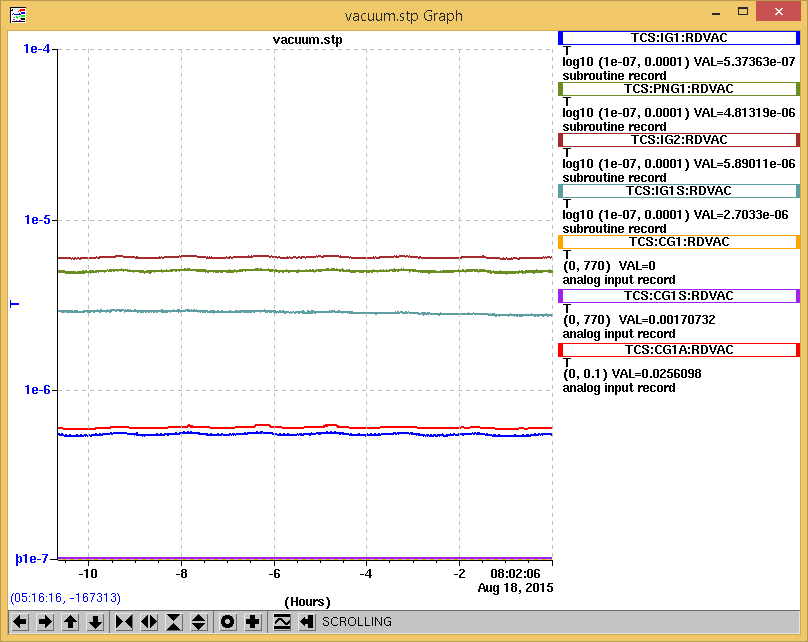 vacuum.stp Graph
vacuum.stp
1e-4
1e-5
T
1e-6
1e-7
-10
-8
-6
-4
-2
08:02:06
Aug 18, 2015
(05:16:16, -167313)
(Hours)
SCROLLING
TCS:IG1:RDVAC
T
log10 (1e-07, 0.0001) VAL=5.37363e-07
subroutine record
TCS:PNG1:RDVAC
T
log10 (1e-07, 0.0001) VAL=4.81319e-06
subroutine record
TCS:IG2:RDVAC
T
log10 (1e-07, 0.0001) VAL=5.89011e-06
subroutine record
TCS:IG1S:RDVAC
T
log10 (1e-07, 0.0001) VAL=2.7033e-06
subroutine record
TCS:CG1:RDVAC
T
(0, 770) VAL=0
analog input record
TCS:CG1S:RDVAC
T
(0, 770) VAL=0.00170732
analog input record
TCS:CG1A:RDVAC
T
(0, 0.1) VAL=0.0256098
analog input record